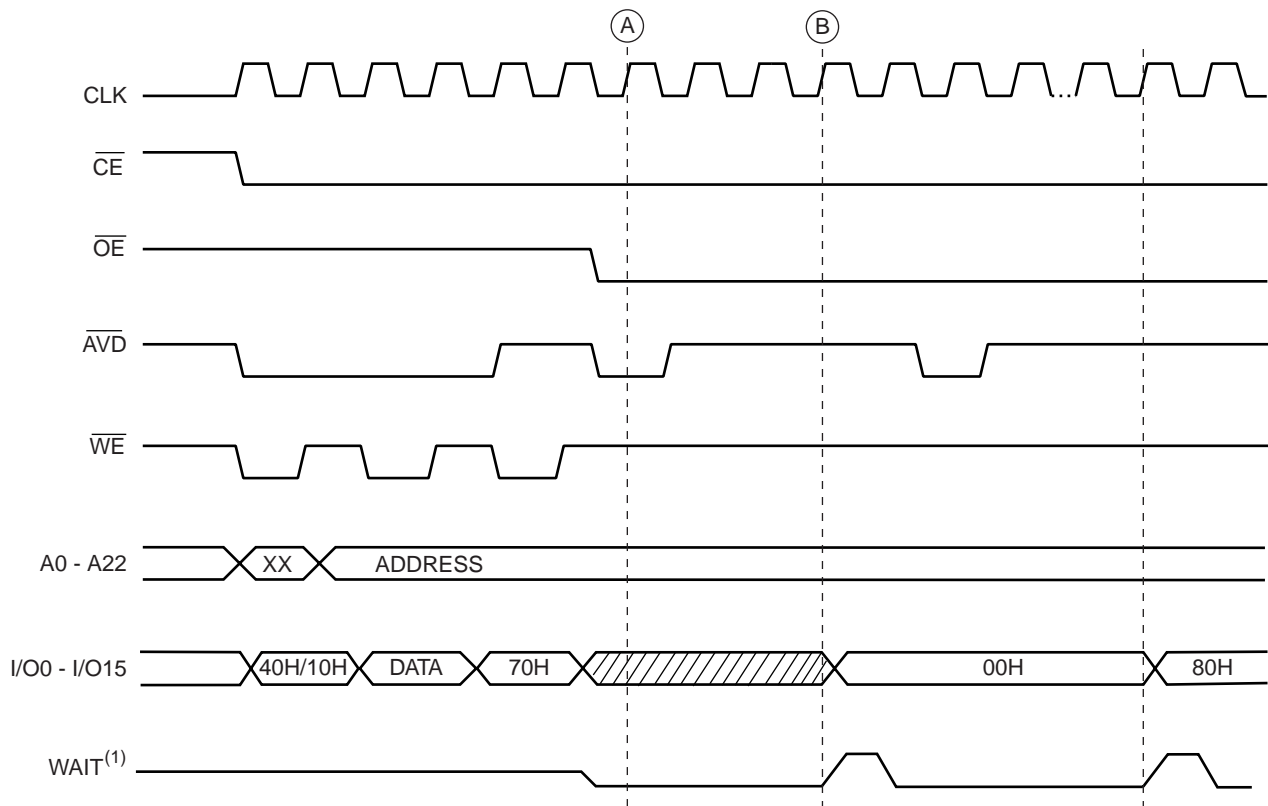 A B
CLK
CE
OE
AVD
WE
A0 - A22 XX ADDRESS
I/O0 - I/O15 40H/10H DATA 70H 00H 80H
WAIT(1)